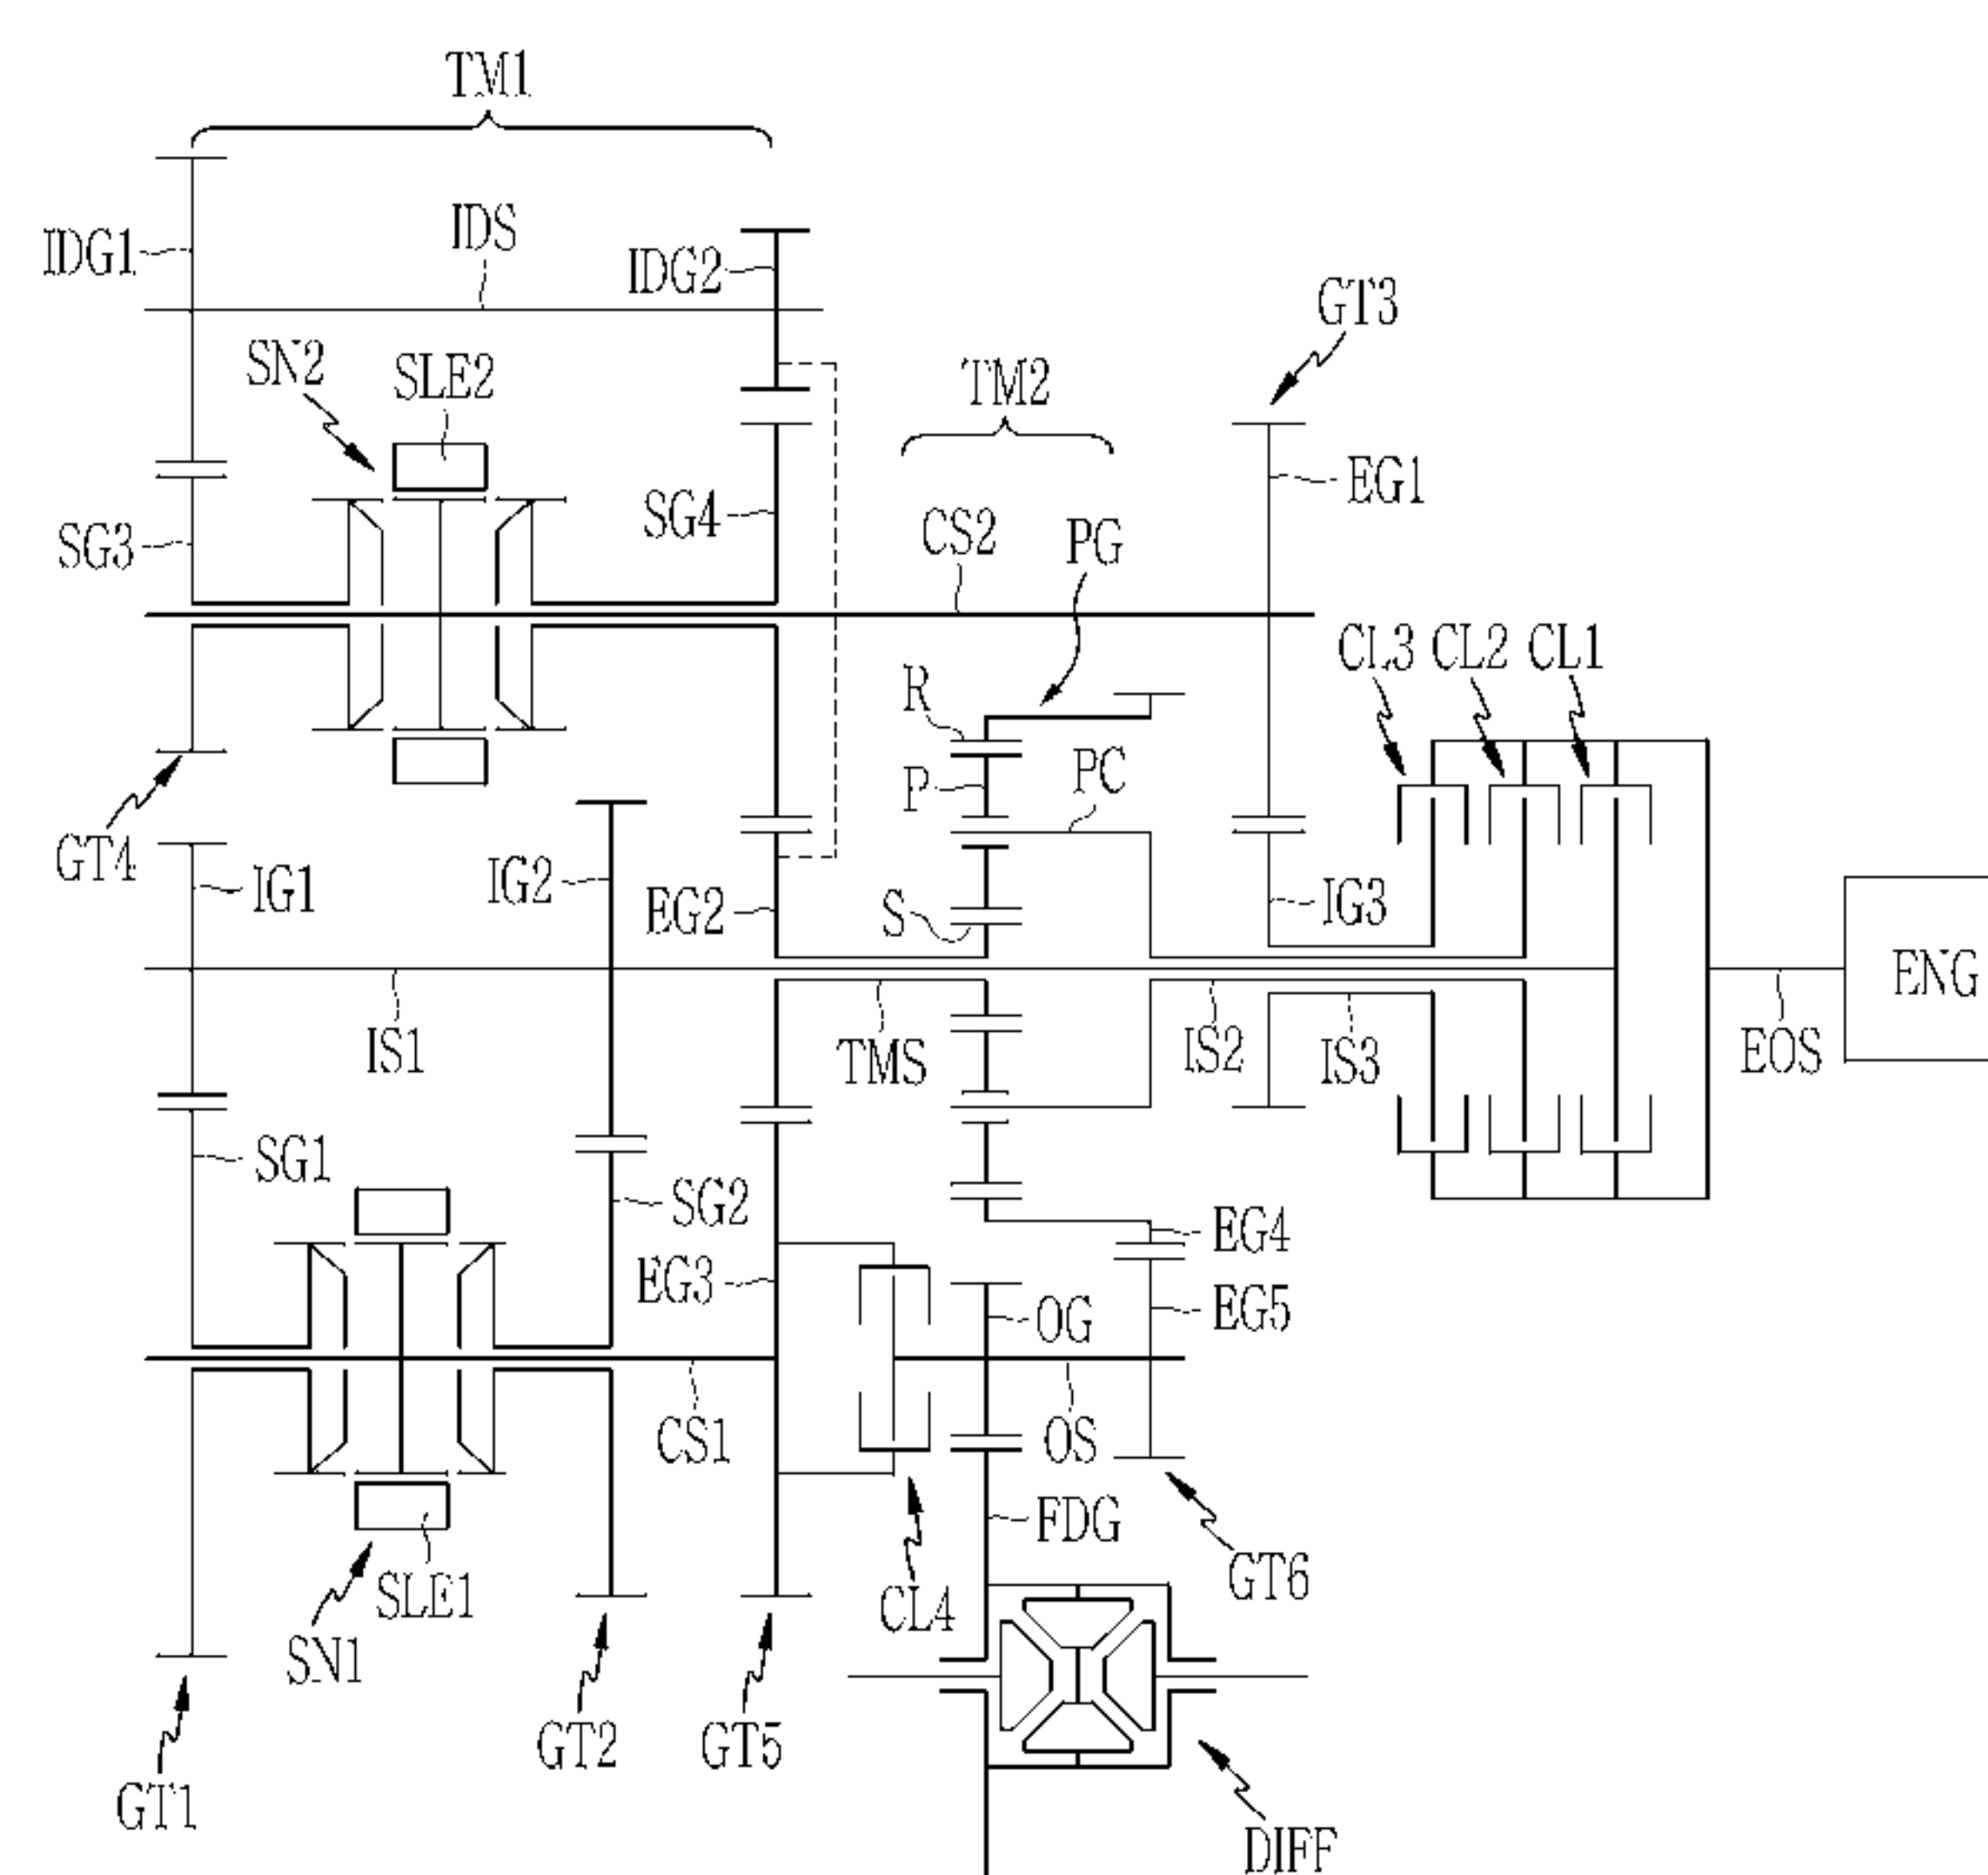 TM1
IDG1
IDS
IDG2
GT3
SN2
SLE2
TM2
EG1
SG3
SG4
CS2
PG
CL3
CL2
CL1
R
P
PC
GT4
IG1
IG2
EG2
S
IG3
ENG
IS1
TMS
IS2
IS3
EOS
SG1
SG2
EG4
EG3
OG
EG5
CS1
OS
FDG
SLE1
CL4
GT6
SN1
GT2
GT5
GT1
DIFF